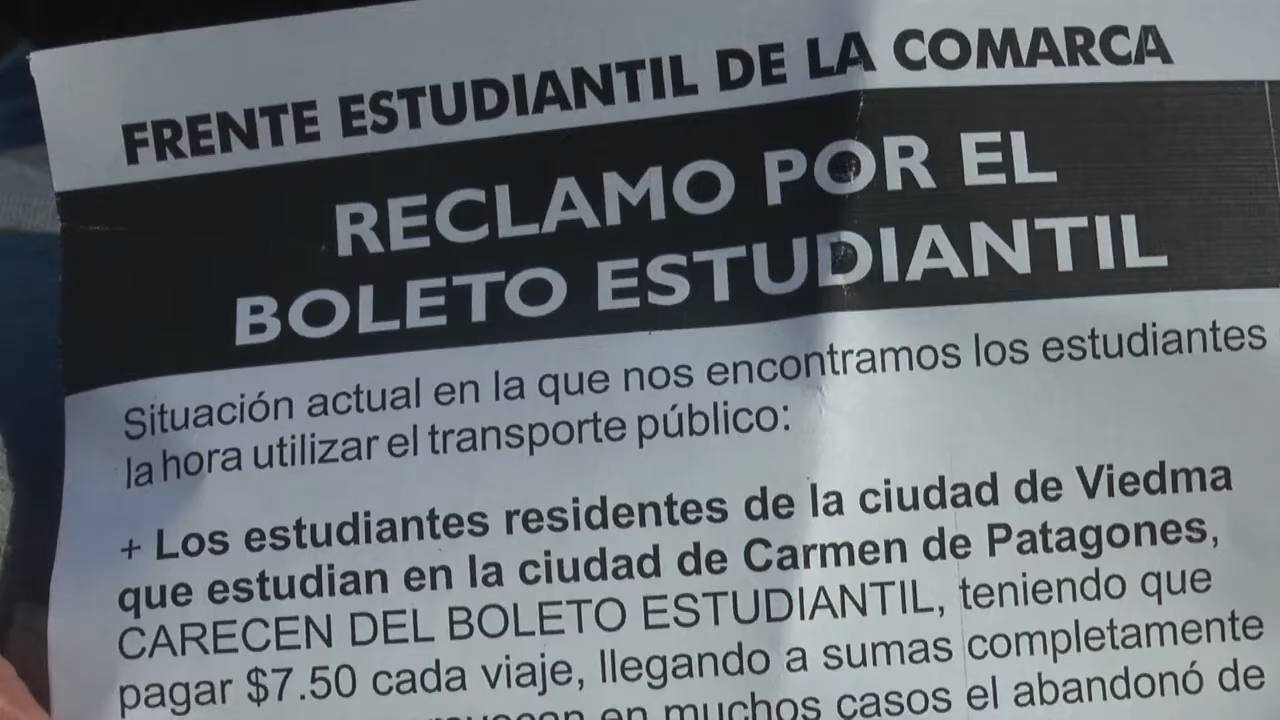 FRENTE ESTUDIANTIL DE LA COMARCA
RECLAMO POR EL
BOLETO ESTUDIANTIL
Situación actual en la que nos encontramos los estudiantes
la hora utilizar el transporte público:
+ Los estudiantes residentes de la ciudad de Viedma
que estudian en la ciudad de Carmen de Patagones,
CARECEN DEL BOLETO ESTUDIANTIL, teniendo que
pagar $7.50 cada viaje, llegando a sumas completamente
en muchos casos el abandonó de